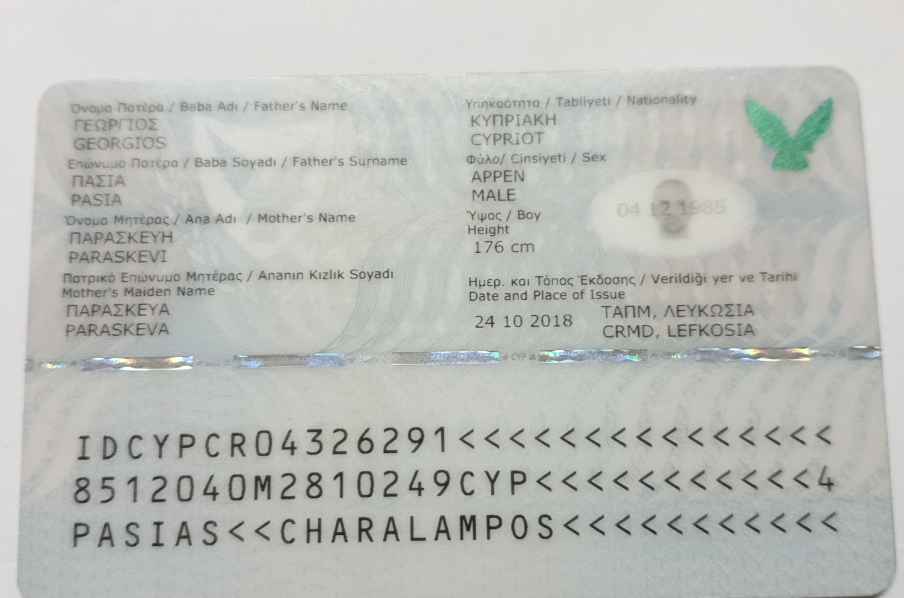 Όνομα Πατέρα / Baba Adı / Father's Name
ΓΕΩΡΓΙΟΣ
GEORGIOS
Επώνυμο Πατέρα / Baba Soyadı / Father's Surname
ΠΑΣΙΑ
PASIA
Όνομα Μητέρας / Ana Adı / Mother's Name
ΠΑΡΑΣΚΕΥΗ
PARASKEVI
Πατρικό Επώνυμο Μητέρας / Ananın Kızlık Soyadı
Mother's Maiden Name
ΠΑΡΑΣΚΕΥΑ
PARASKEVA
Υπηκοότητα / Tabiiyeti / Nationality
ΚΥΠΡΙΑΚΗ
CYPRIOT
Φύλο/ Cinsiyeti / Sex
ΑΡΡΕΝ
MALE
Ύψος / Boy
Height
176 cm
04 12 1985
Ημερ. και Τόπος Έκδοσης / Verildiği yer ve Tarihi
Date and Place of Issue
24 10 2018
ΤΑΠΜ, ΛΕΥΚΩΣΙΑ
CRMD, LEFKOSIA
IDCYPCR04326291<<<<<<<<<<<<<<<
8512040M2810249CYP<<<<<<<<<<<4
PASIAS<<CHARALAMPOS<<<<<<<<<<<